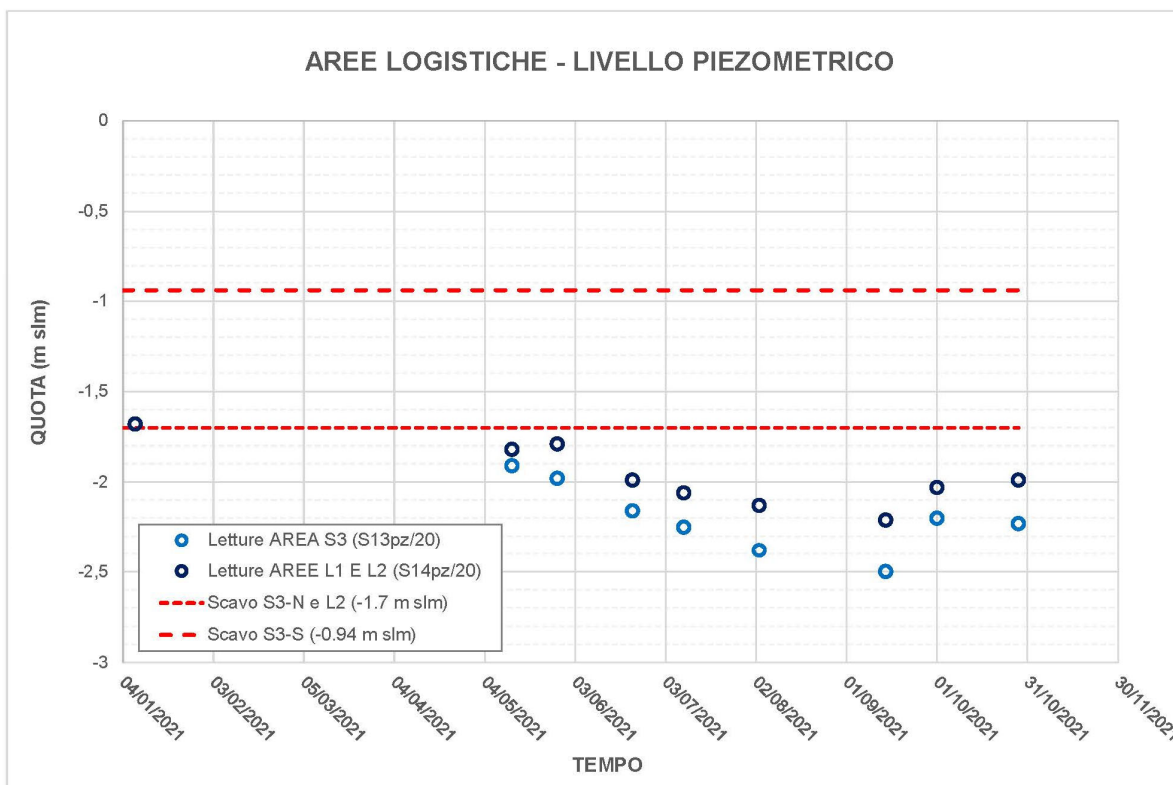 AREE LOGISTICHE - LIVELLO PIEZOMETRICO
QUOTA (m slm)
0
-0,5
-1
-1,5
-2
-2,5
-3
Letture AREA S3 (S13pz/20)
Letture AREE L1 E L2 (S14pz/20)
Scavo S3-N e L2 (-1.7 m slm)
Scavo S3-S (-0.94 m slm)
04/01/2021
03/02/2021
05/03/2021
04/04/2021
04/05/2021
03/06/2021
03/07/2021
02/08/2021
01/09/2021
01/10/2021
31/10/2021
30/11/2021
TEMPO